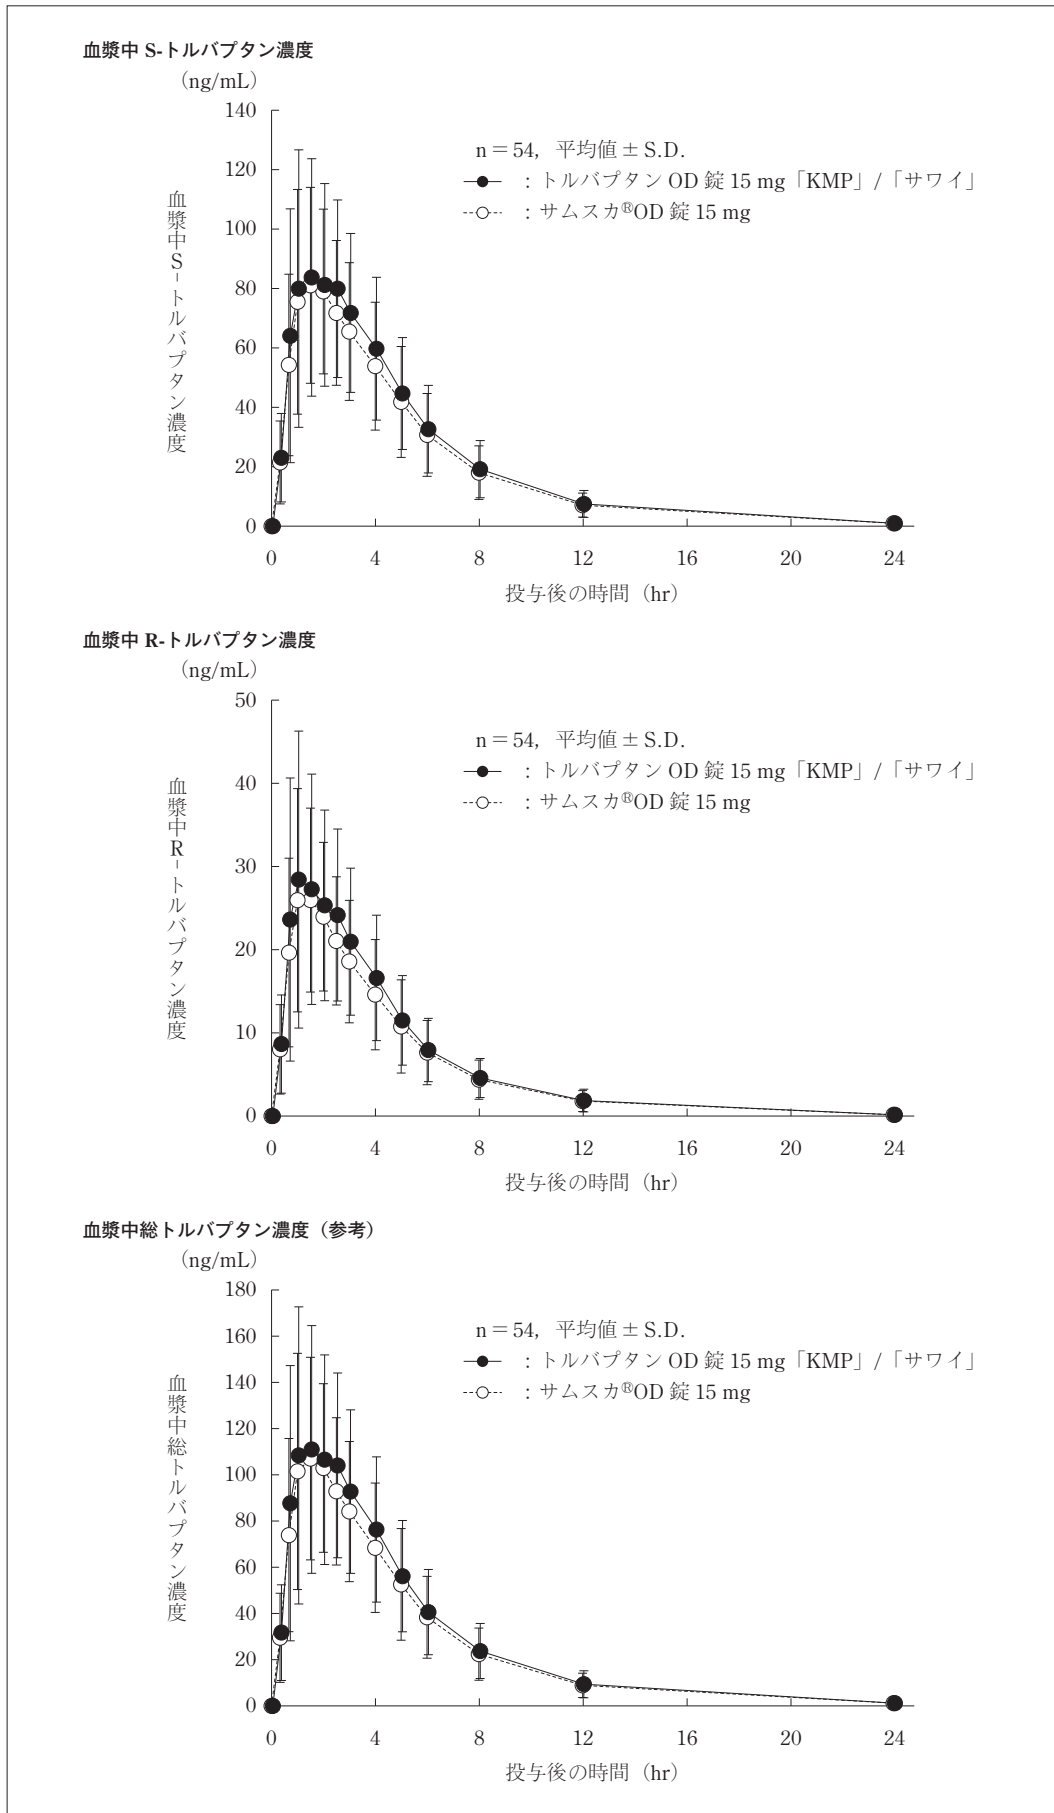 血漿中 S-トルバプタン濃度
(ng/mL)
140
120
100
80
60
40
20
0
血漿中S-トルバプタン濃度
n = 54, 平均値 ± S.D.
: トルバプタン OD 錠 15 mg「KMP」/「サワイ」
: サムスカ®OD 錠 15 mg
0 4 8 12 16 20 24
投与後の時間 (hr)
血漿中 R-トルバプタン濃度
(ng/mL)
50
40
30
20
10
0
血漿中R-トルバプタン濃度
n = 54, 平均値 ± S.D.
: トルバプタン OD 錠 15 mg「KMP」/「サワイ」
: サムスカ®OD 錠 15 mg
0 4 8 12 16 20 24
投与後の時間 (hr)
血漿中総トルバプタン濃度（参考）
(ng/mL)
180
160
140
120
100
80
60
40
20
0
血漿中総トルバプタン濃度
n = 54, 平均値 ± S.D.
: トルバプタン OD 錠 15 mg「KMP」/「サワイ」
: サムスカ®OD 錠 15 mg
0 4 8 12 16 20 24
投与後の時間 (hr)